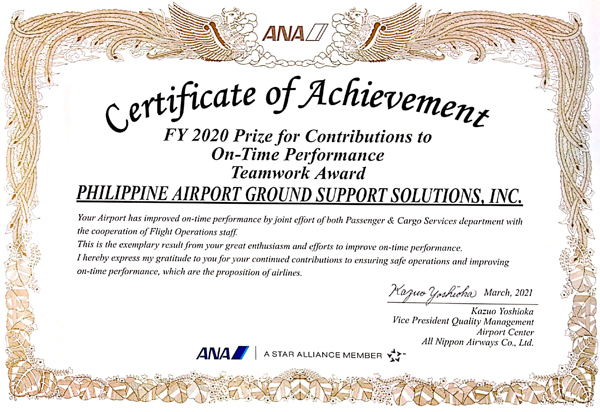 ANA
Certificate of Achievement
FY 2020 Prize for Contributions to
On-Time Performance
Teamwork Award
PHILIPPINE AIRPORT GROUND SUPPORT SOLUTIONS, INC.
Your Airport has improved on-time performance by joint effort of both Passenger & Cargo Services department with
the cooperation of Flight Operations staff.
This is the exemplary result from your great enthusiasm and efforts to improve on-time performance.
I hereby express my gratitude to you for your continued contributions to ensuring safe operations and improving
on-time performance, which are the proposition of airlines.
Kazuo Yoshioka March, 2021
Kazuo Yoshioka
Vice President Quality Management
Airport Center
All Nippon Airways Co., Ltd.
ANA A STAR ALLIANCE MEMBER